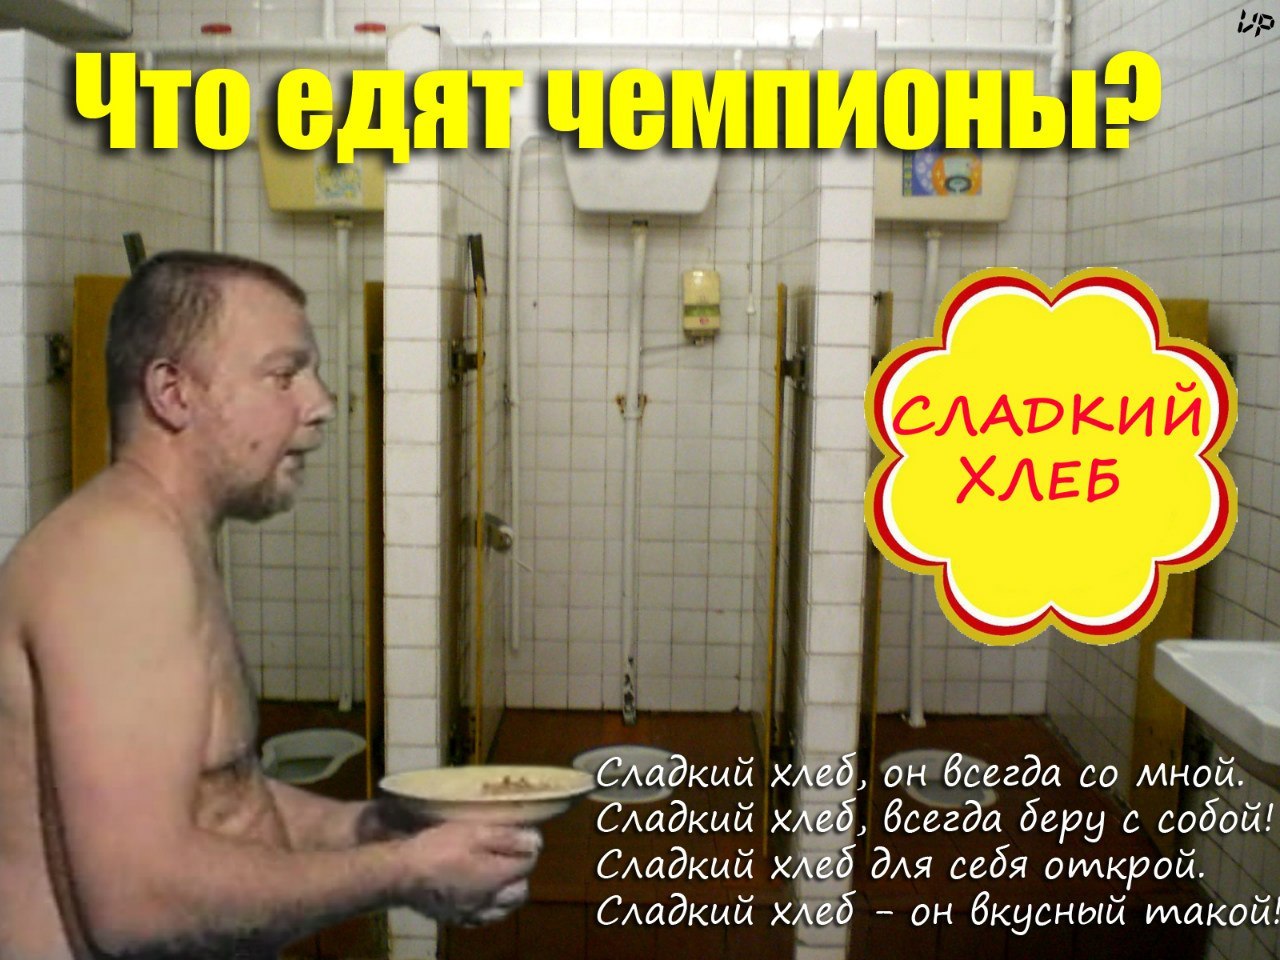 VP
Что едят чемпионы?
СЛАДКИЙ
ХЛЕБ
Сладкий хлеб, он всегда со мной.
Сладкий хлеб, всегда беру с собой!
Сладкий хлеб для себя открой.
Сладкий хлеб - он вкусный такой!